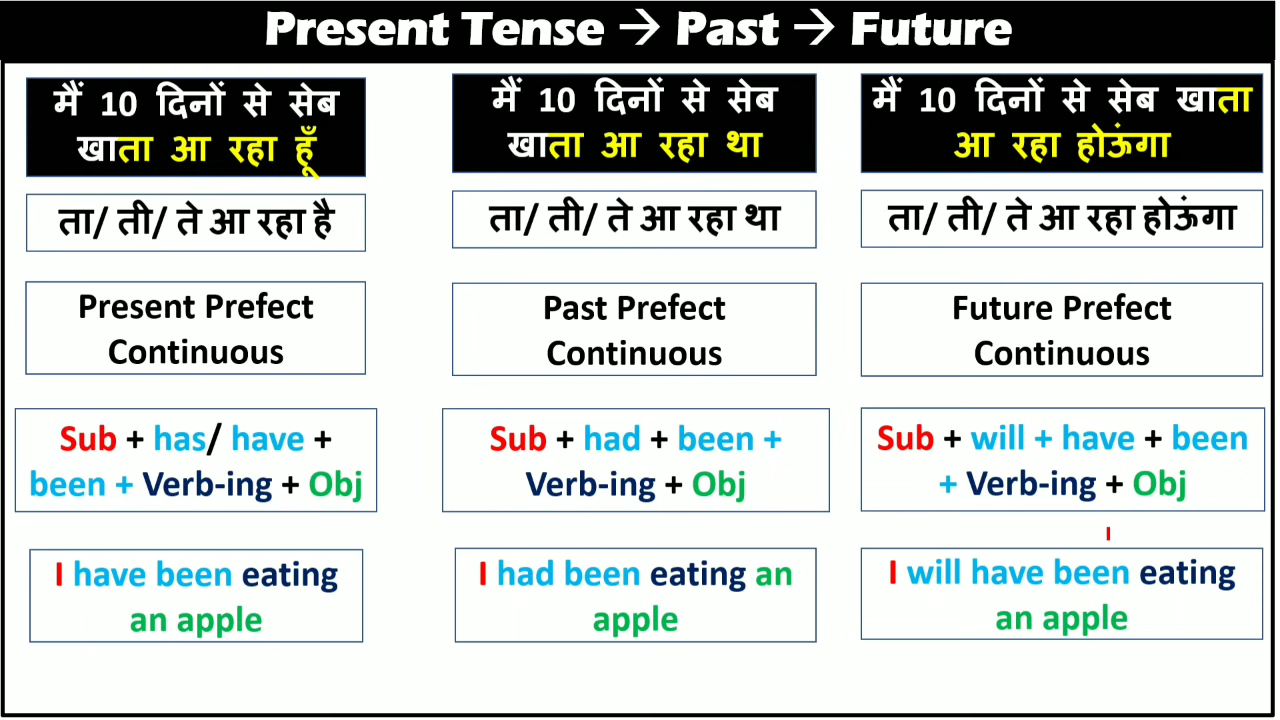 Present Tense → Past → Future
मैं 10 दिनों से सेब
खाता आ रहा हूँ
ता/ ती/ ते आ रहा है
Present Prefect
Continuous
Sub + has/ have +
been + Verb-ing + Obj
I have been eating
an apple
मैं 10 दिनों से सेब
खाता आ रहा था
ता/ ती/ ते आ रहा था
Past Prefect
Continuous
Sub + had + been +
Verb-ing + Obj
I had been eating an
apple
मैं 10 दिनों से सेब खाता
आ रहा होऊंगा
ता/ ती/ ते आ रहा होऊंगा
Future Prefect
Continuous
Sub + will + have + been
+ Verb-ing + Obj
I
I will have been eating
an apple